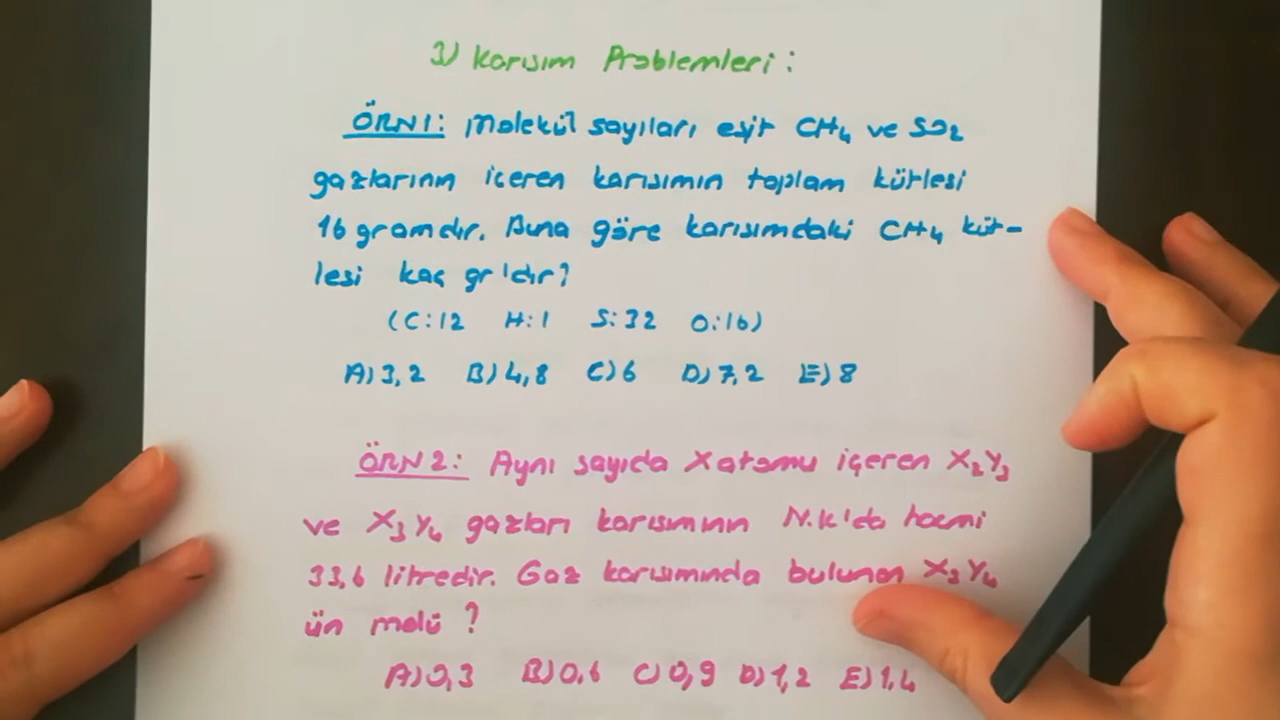 3) Karışım Problemleri:
ÖRN1: Molekül sayıları eşit CH₄ ve SO₂
gazlarının içeren karışımın toplam kütlesi
16 gramdır. Buna göre karışımdaki CH₄ küt-
lesi kaç gr'dır?
(C:12 H:1 S:32 O:16)
A)3,2 B)4,8 C)6 D)7,2 E)8
ÖRN2: Aynı sayıda X atomu içeren X₂Y₃
ve X₃Y₄ gazları karışımının N.K'da hacmi
33,6 litredir. Gaz karışımında bulunan X₃Y₄
ün molü ?
A)0,3 B)0,6 C)0,9 D)1,2 E)1,4